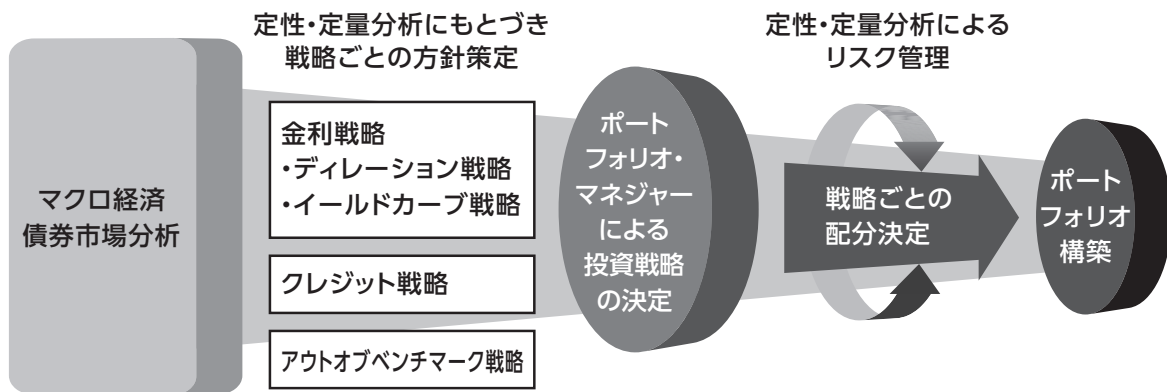 マクロ経済
債券市場分析
定性・定量分析にもとづき
戦略ごとの方針策定
金利戦略
・ディレーション戦略
・イールドカーブ戦略
クレジット戦略
アウトオブベンチマーク戦略
ポート
フォリオ・
マネジャー
による
投資戦略
の決定
定性・定量分析による
リスク管理
戦略ごとの
配分決定
ポート
フォリオ
構築